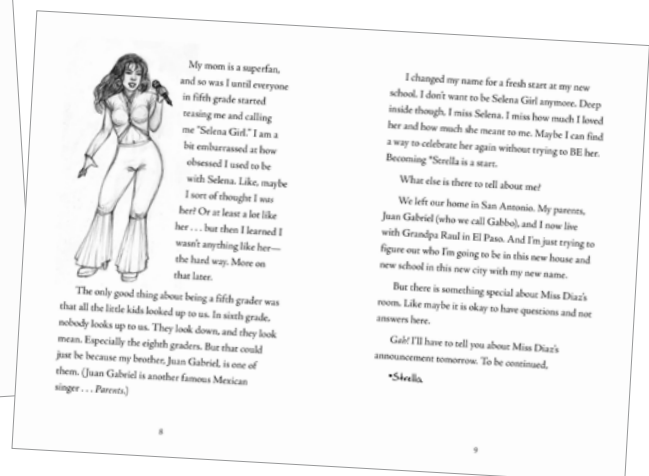 My mom is a superfan,
and so was I until everyone
in fifth grade started
teasing me and calling
me "Selena Girl." I am a
bit embarrassed at how
obsessed I used to be
with Selena. Like, maybe
I sort of thought I was
her? Or at least a lot like
her . . . but then I learned I
wasn't anything like her—
the hard way. More on
that later.
The only good thing about being a fifth grader was
that all the little kids looked up to us. In sixth grade,
nobody looks up to us. They look down, and they look
mean. Especially the eighth graders. But that could
just be because my brother, Juan Gabriel, is one of
them. (Juan Gabriel is another famous Mexican
singer . . . Parents.)
8
I changed my name for a fresh start at my new
school. I don't want to be Selena Girl anymore. Deep
inside though, I miss Selena. I miss how much I loved
her and how much she meant to me. Maybe I can find
a way to celebrate her again without trying to BE her.
Becoming *Strella is a start.
What else is there to tell about me?
We left our home in San Antonio. My parents,
Juan Gabriel (who we call Gabbo), and I now live
with Grandpa Raul in El Paso. And I'm just trying to
figure out who I'm going to be in this new house and
new school in this new city with my new name.
But there is something special about Miss Diaz's
room. Like maybe it is okay to have questions and not
answers here.
Gah! I'll have to tell you about Miss Diaz's
announcement tomorrow. To be continued,
*Strella
9